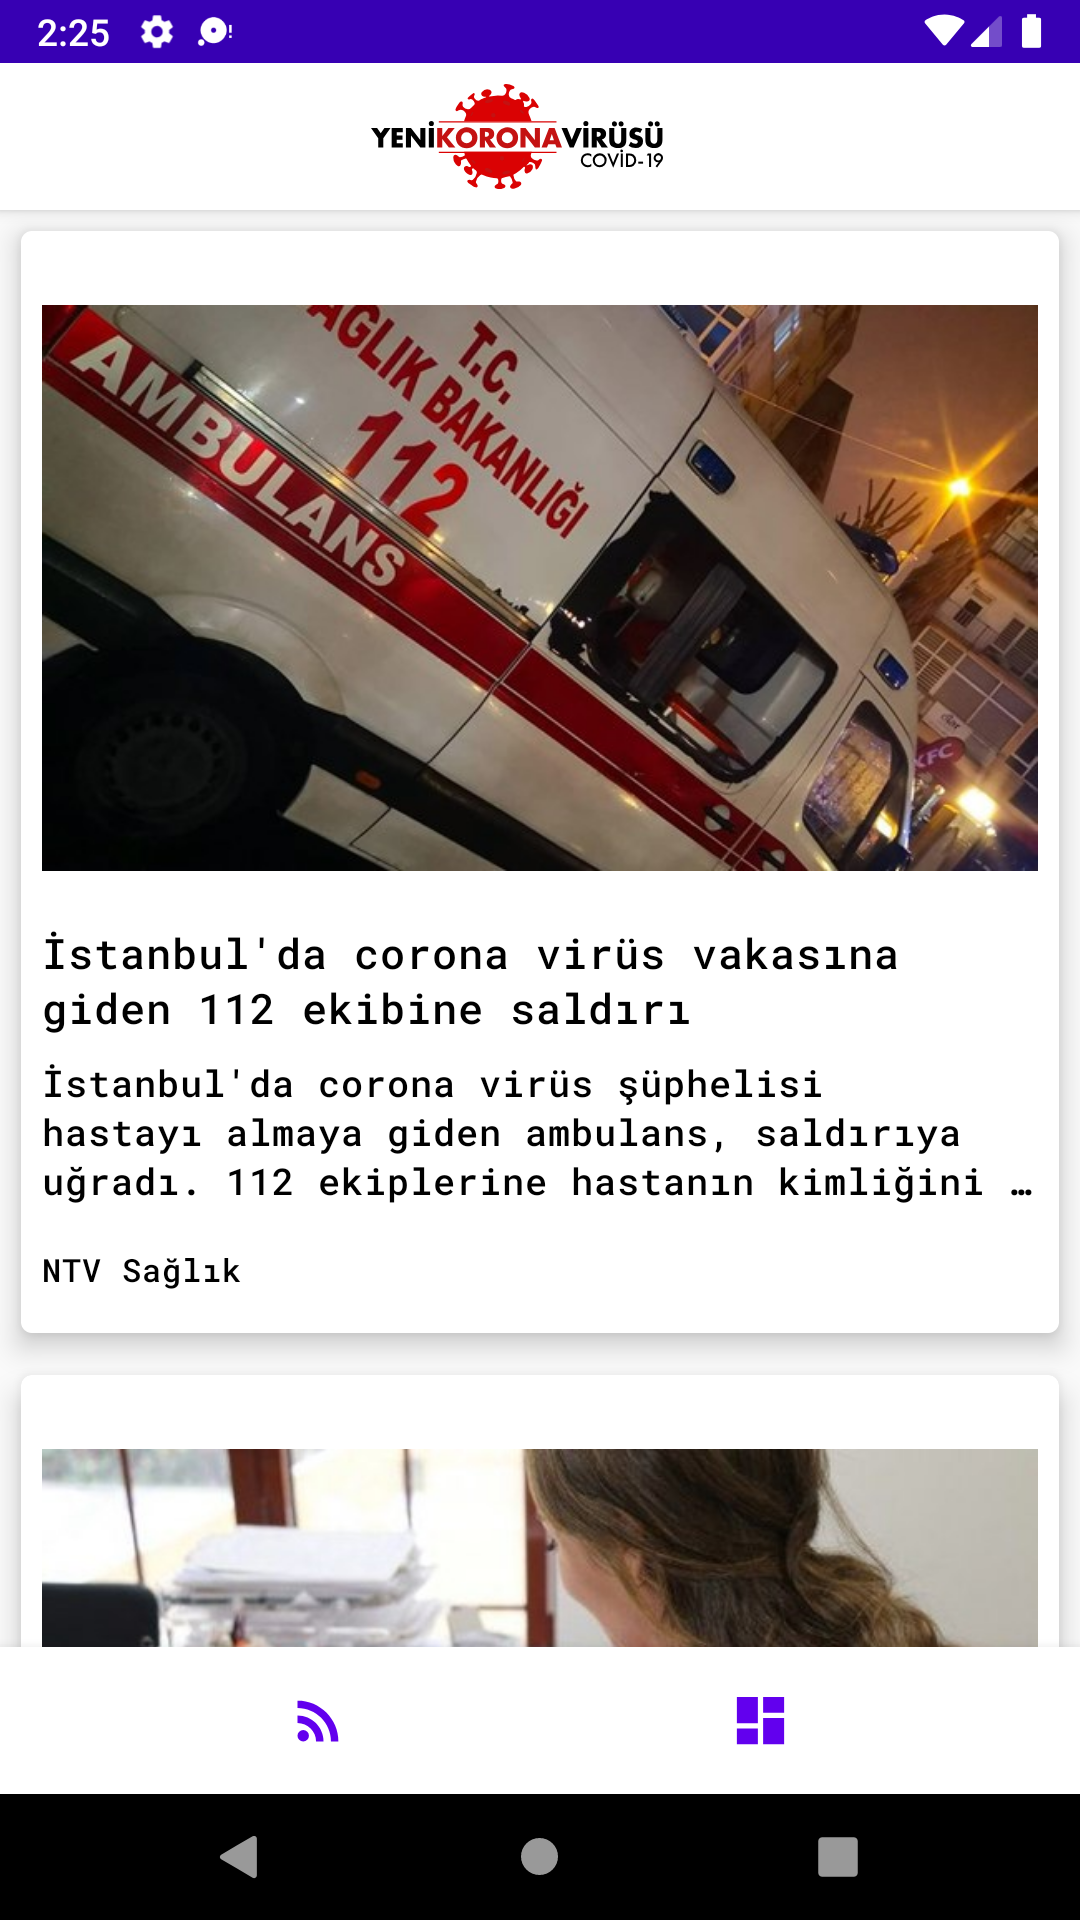 2:25
YENİKORONAVİRÜSÜ
COVİD-19
T.C.
SAĞLIK BAKANLIĞI
112
AMBULANS
KFC
İstanbul'da corona virüs vakasına
giden 112 ekibine saldırı
İstanbul'da corona virüs şüphelisi
hastayı almaya giden ambulans, saldırıya
uğradı. 112 ekiplerine hastanın kimliğini …
NTV Sağlık